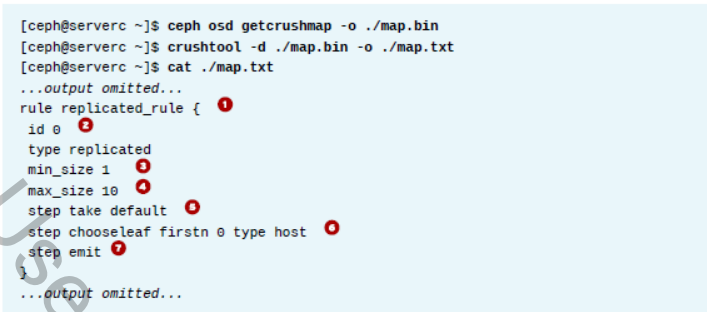 [ceph@serverc ~]$ ceph osd getcrushmap -o ./map.bin
[ceph@serverc ~]$ crushtool -d ./map.bin -o ./map.txt
[ceph@serverc ~]$ cat ./map.txt
...output omitted...
rule replicated_rule { 1
id 0 2
type replicated
min_size 1 3
max_size 10 4
step take default 5
step chooseleaf firstn 0 type host 6
step emit 7
}
...output omitted...
Use